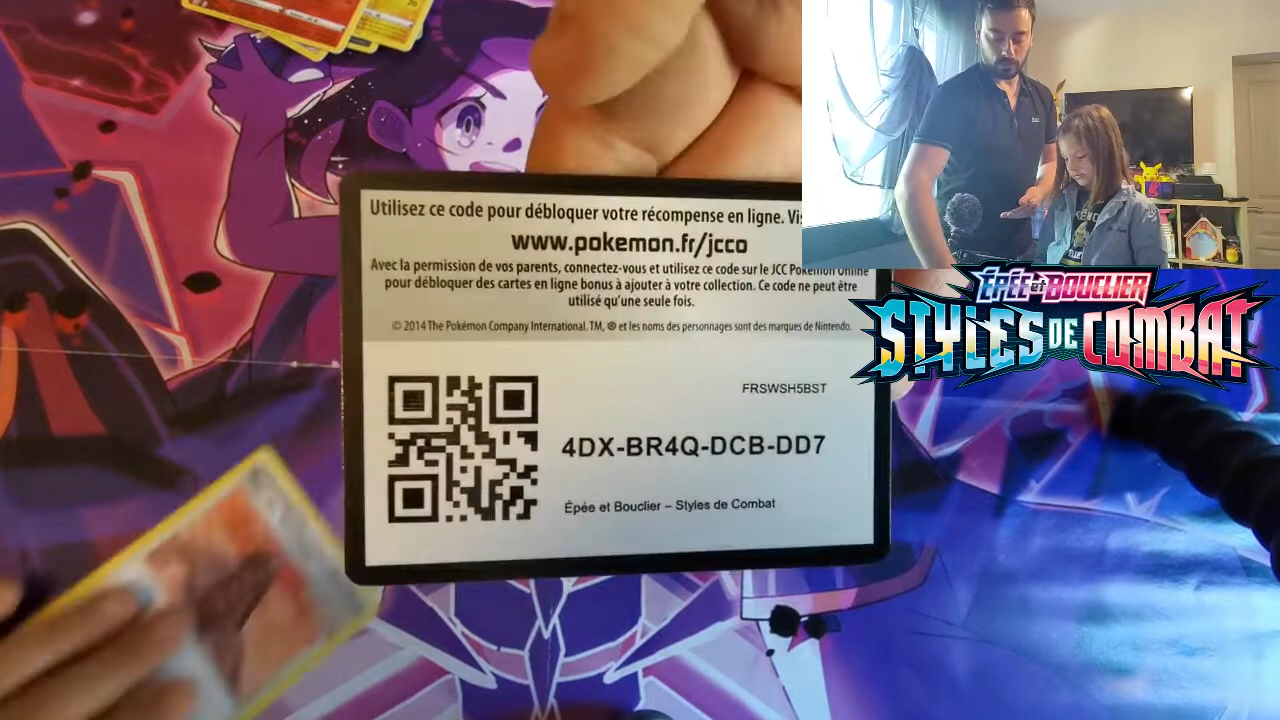 Utilisez ce code pour débloquer votre récompense en ligne.
www.pokemon.fr/jcco
Avec la permission de vos parents, connectez-vous et utilisez ce code sur le JCC Pokémon Online
pour débloquer des cartes en ligne bonus à ajouter à votre collection. Ce code ne peut être
utilisé qu'une seule fois.
© 2014 The Pokémon Company International. TM, ® et les noms des personnages sont des marques de Nintendo.
FRSWSH5BST
4DX-BR4Q-DCB-DD7
Épée et Bouclier – Styles de Combat
ÉPÉE et BOUCLIER
STYLES DE COMBAT